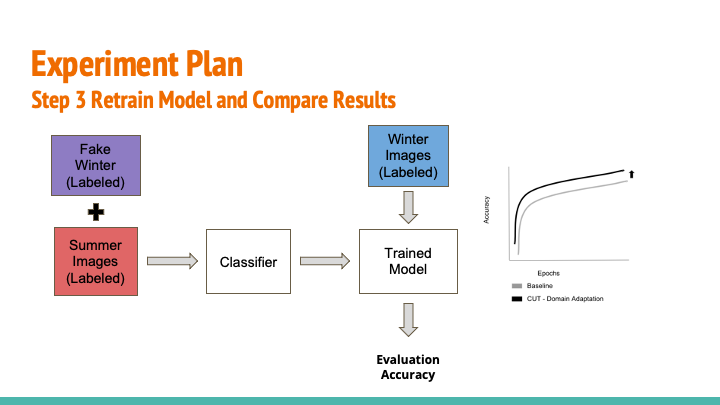 Experiment Plan
Step 3 Retrain Model and Compare Results
Fake
Winter
(Labeled)
Summer
Images
(Labeled)
Classifier
Winter
Images
(Labeled)
Trained
Model
Evaluation
Accuracy
Accuracy
Epochs
Baseline
CUT - Domain Adaptation